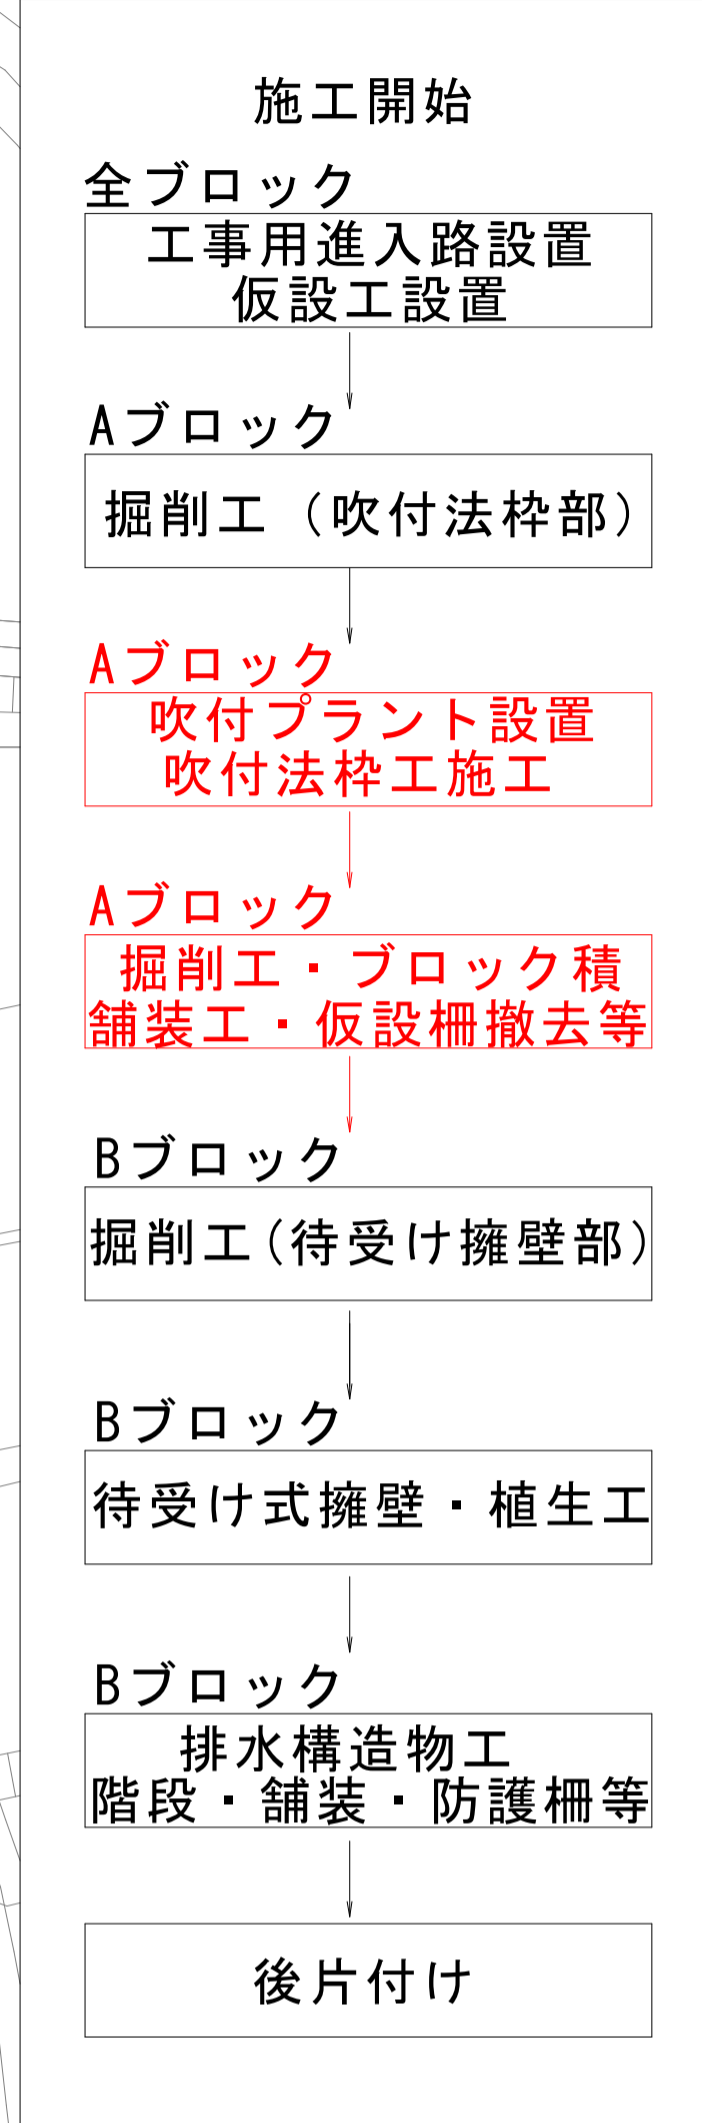 施工開始
全ブロック
工事用進入路設置
仮設工設置
Aブロック
掘削工（吹付法枠部）
Aブロック
吹付プラント設置
吹付法枠工施工
Aブロック
掘削工・ブロック積
舗装工・仮設柵撤去等
Bブロック
掘削工(待受け擁壁部)
Bブロック
待受け式擁壁・植生工
Bブロック
排水構造物工
階段・舗装・防護柵等
後片付け